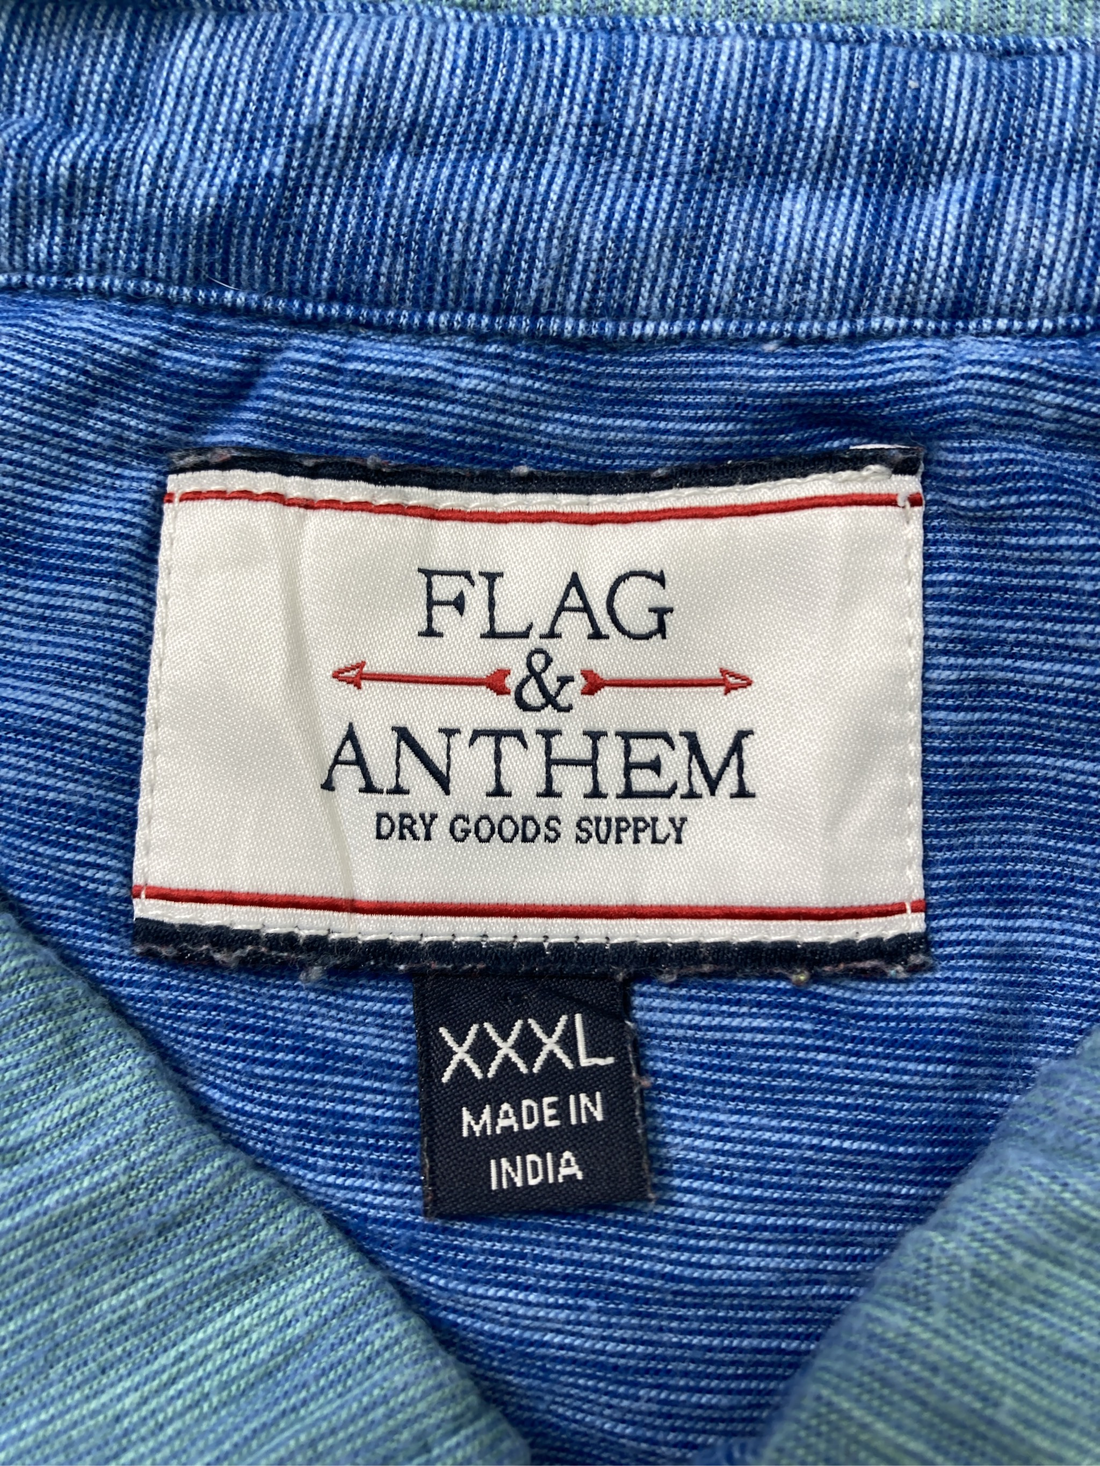 FLAG
&
ANTHEM
DRY GOODS SUPPLY
XXXL
MADE IN
INDIA